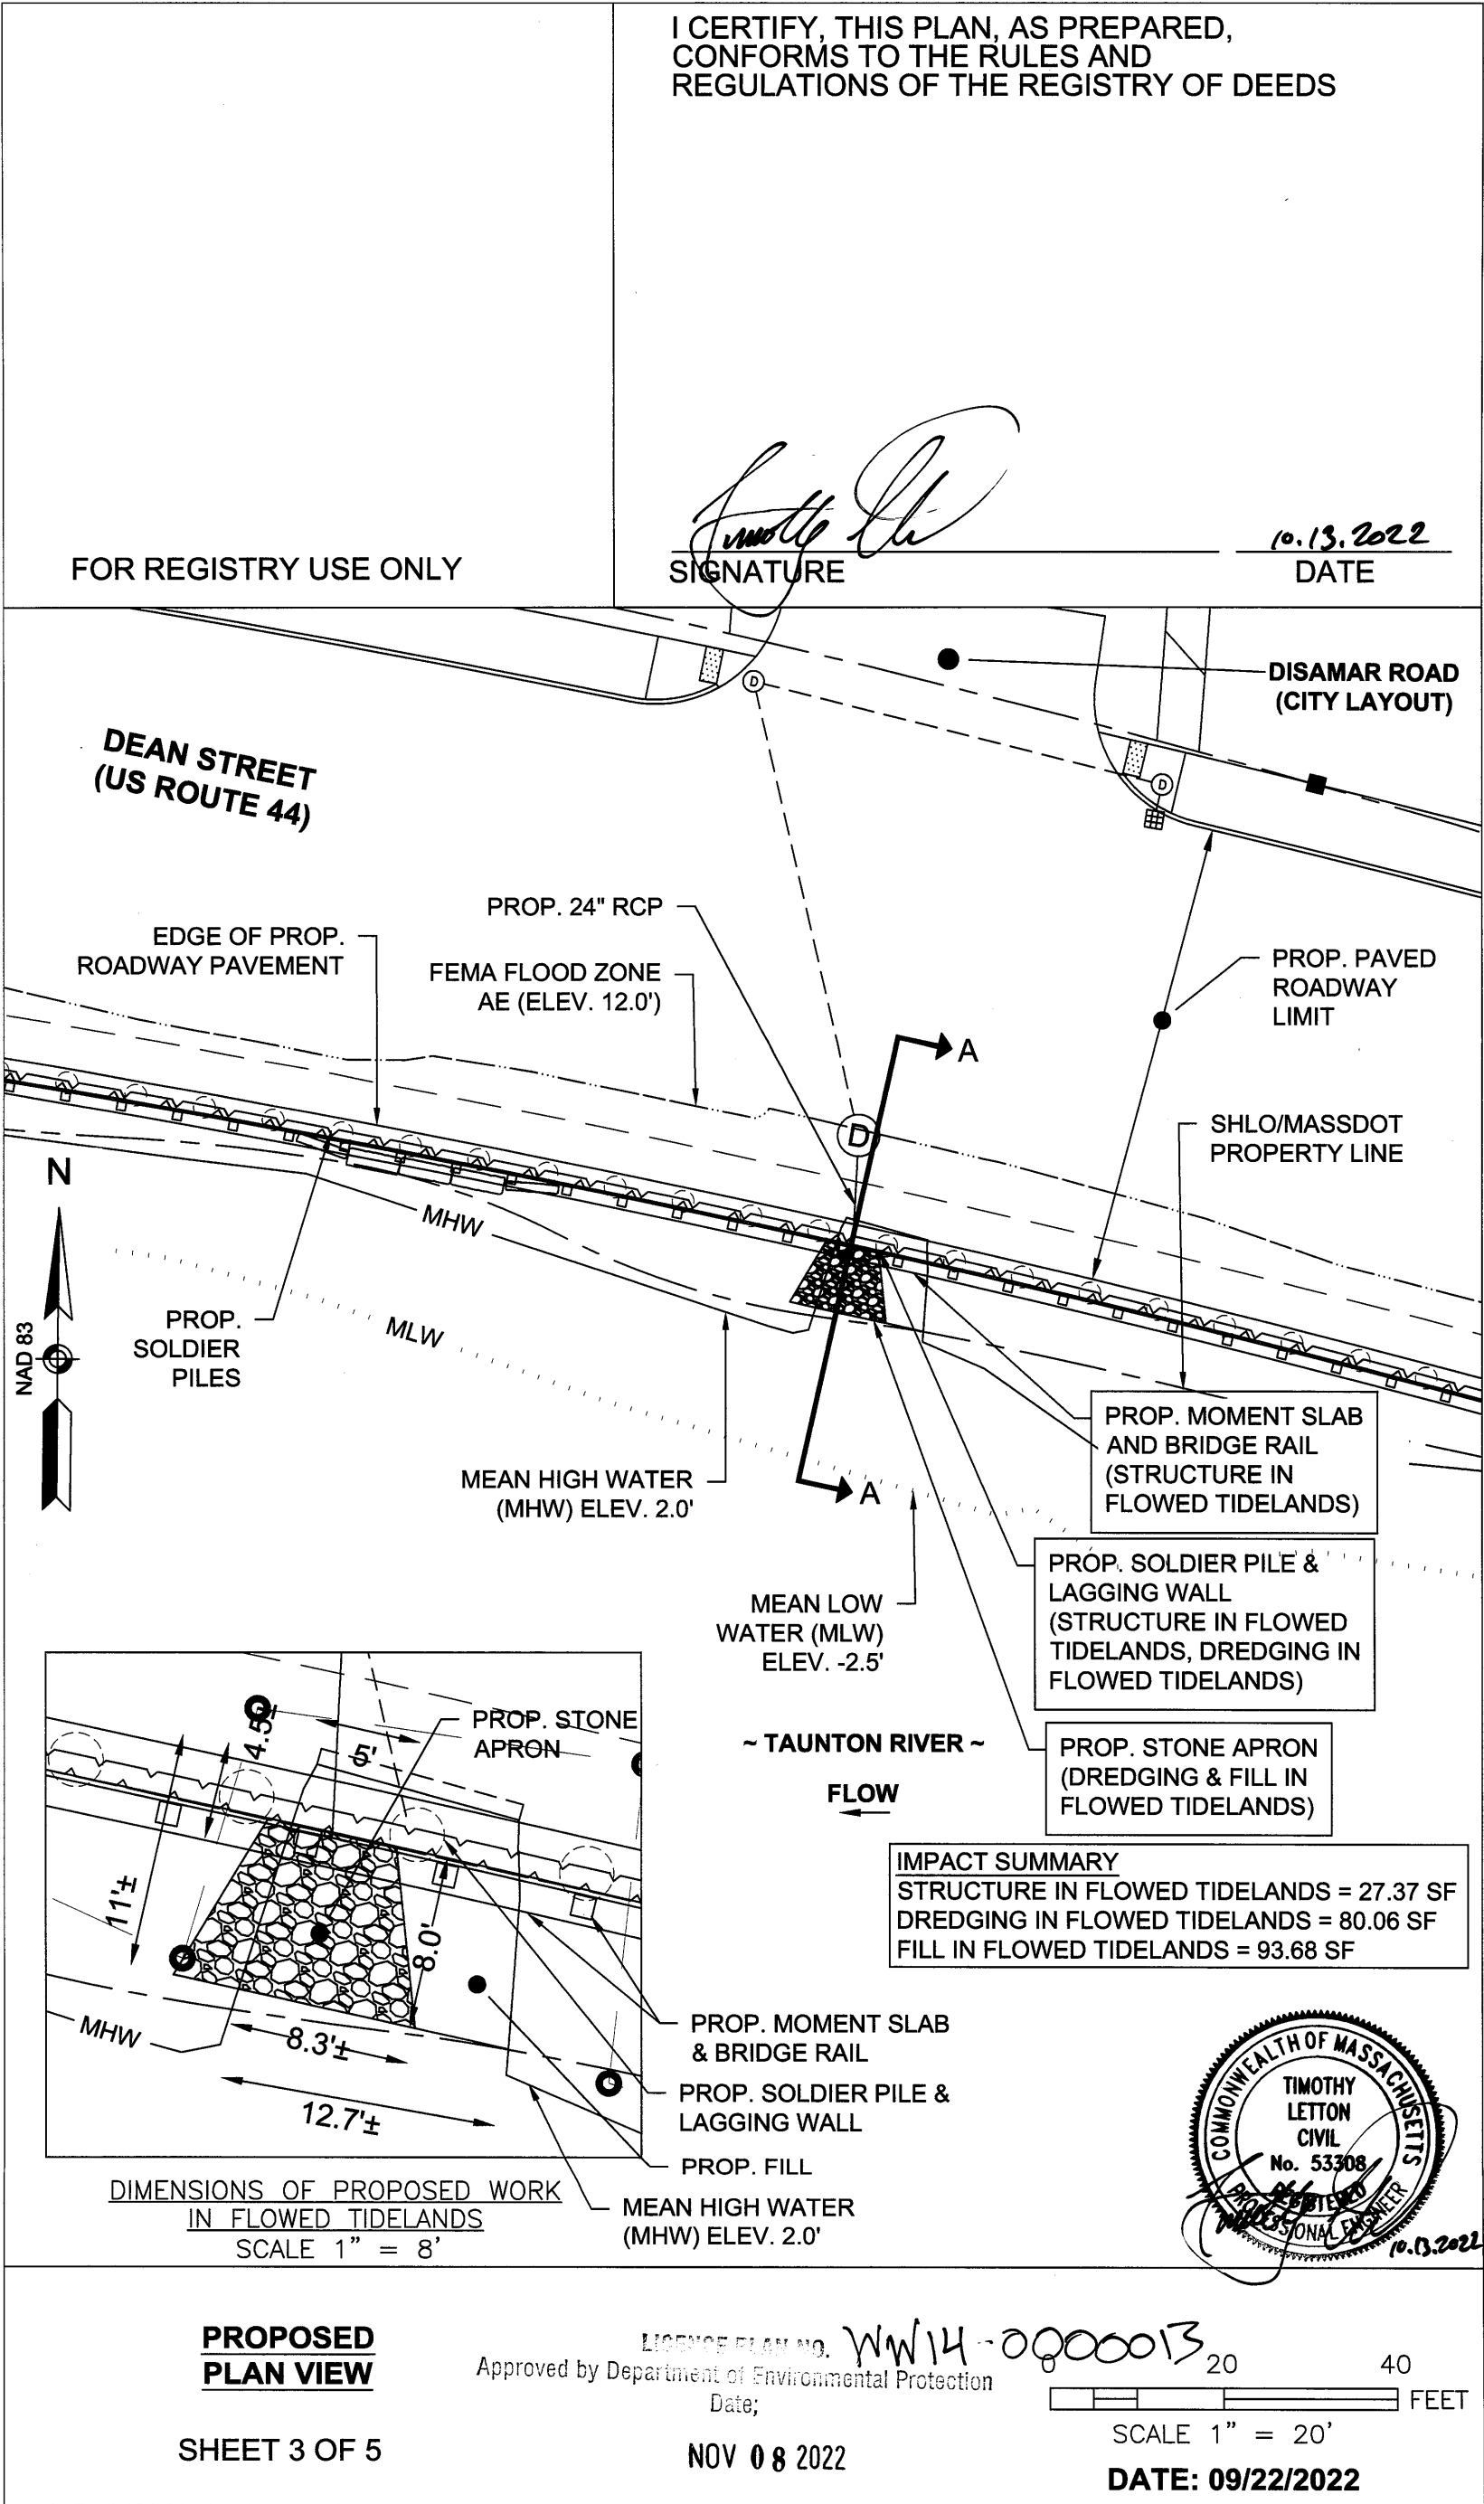 I CERTIFY, THIS PLAN, AS PREPARED,
CONFORMS TO THE RULES AND
REGULATIONS OF THE REGISTRY OF DEEDS
FOR REGISTRY USE ONLY
SIGNATURE
10.13.2022
DATE
DISAMAR ROAD
(CITY LAYOUT)
D
D
DEAN STREET
(US ROUTE 44)
PROP. 24" RCP
EDGE OF PROP.
ROADWAY PAVEMENT
FEMA FLOOD ZONE
AE (ELEV. 12.0')
PROP. PAVED
ROADWAY
LIMIT
A
D
SHLO/MASSDOT
PROPERTY LINE
N
NAD 83
MHW
PROP.
SOLDIER
PILES
MLW
MEAN HIGH WATER
(MHW) ELEV. 2.0'
A
PROP. MOMENT SLAB
AND BRIDGE RAIL
(STRUCTURE IN
FLOWED TIDELANDS)
PROP. SOLDIER PILE &
LAGGING WALL
(STRUCTURE IN FLOWED
TIDELANDS, DREDGING IN
FLOWED TIDELANDS)
MEAN LOW
WATER (MLW)
ELEV. -2.5'
~ TAUNTON RIVER ~
FLOW
PROP. STONE APRON
(DREDGING & FILL IN
FLOWED TIDELANDS)
IMPACT SUMMARY
STRUCTURE IN FLOWED TIDELANDS = 27.37 SF
DREDGING IN FLOWED TIDELANDS = 80.06 SF
FILL IN FLOWED TIDELANDS = 93.68 SF
PROP. STONE
APRON
4.5'±
5'
11'±
8.0'
MHW
8.3'±
12.7'±
PROP. MOMENT SLAB
& BRIDGE RAIL
PROP. SOLDIER PILE &
LAGGING WALL
PROP. FILL
MEAN HIGH WATER
(MHW) ELEV. 2.0'
DIMENSIONS OF PROPOSED WORK
IN FLOWED TIDELANDS
SCALE 1" = 8'
COMMONWEALTH OF MASSACHUSETTS
TIMOTHY
LETTON
CIVIL
No. 53308
REGISTERED
PROFESSIONAL ENGINEER
10.13.2022
PROPOSED
PLAN VIEW
SHEET 3 OF 5
LICENSE PLAN NO. WW14-0000013
Approved by Department of Environmental Protection
Date;
NOV 08 2022
0 20 40
FEET
SCALE 1" = 20'
DATE: 09/22/2022